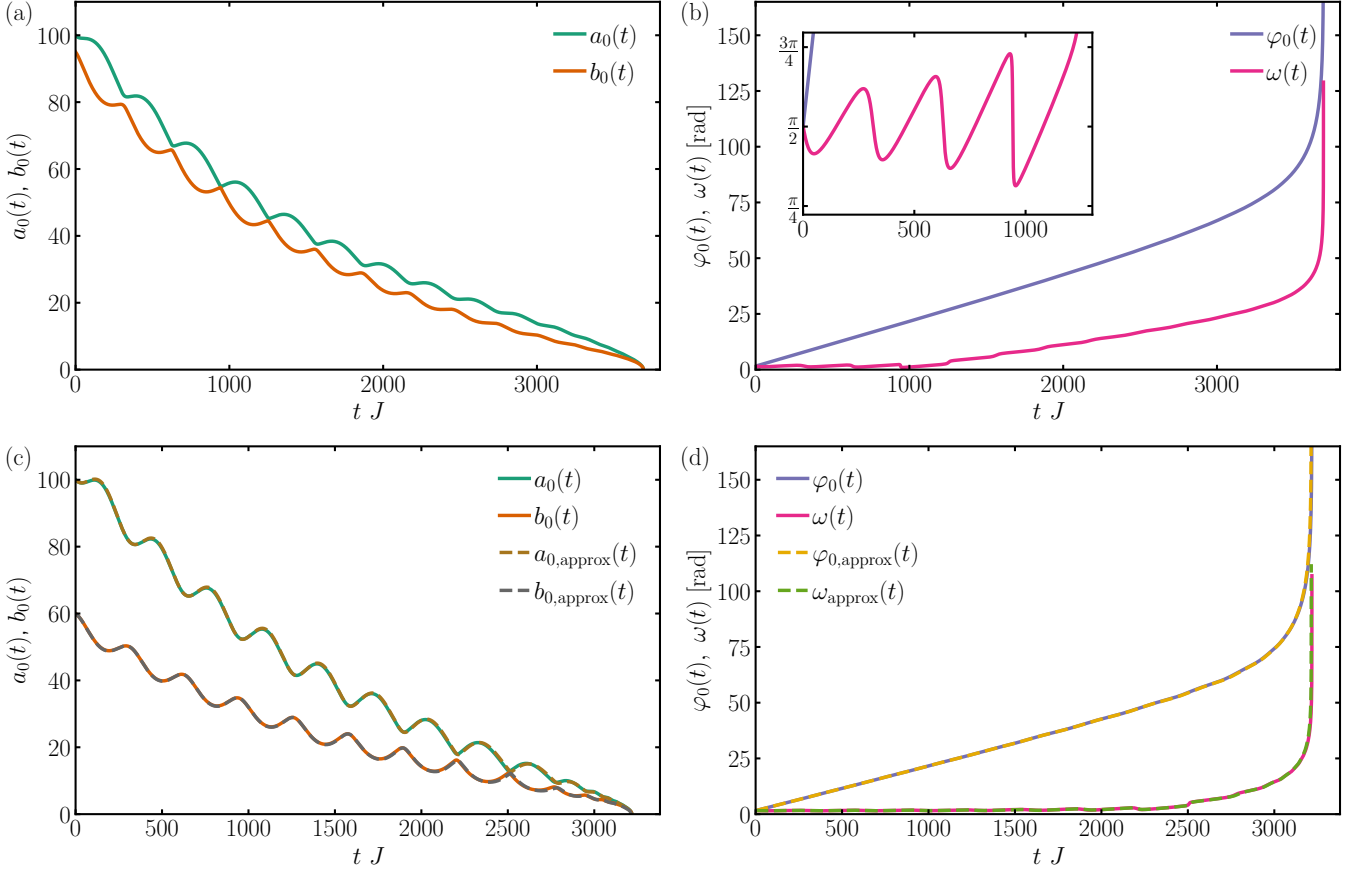 (a)
100
80
60
40
20
0
a₀(t), b₀(t)
a₀(t)
b₀(t)
0 1000 2000 3000
t J
(b)
150
125
100
75
50
25
0
φ₀(t), ω(t) [rad]
φ₀(t)
ω(t)
3π/4
π/2
π/4
0 500 1000
0 1000 2000 3000
t J
(c)
100
80
60
40
20
0
a₀(t), b₀(t)
a₀(t)
b₀(t)
a₀,approx(t)
b₀,approx(t)
0 500 1000 1500 2000 2500 3000
t J
(d)
150
125
100
75
50
25
0
φ₀(t), ω(t) [rad]
φ₀(t)
ω(t)
φ₀,approx(t)
ωapprox(t)
0 500 1000 1500 2000 2500 3000
t J